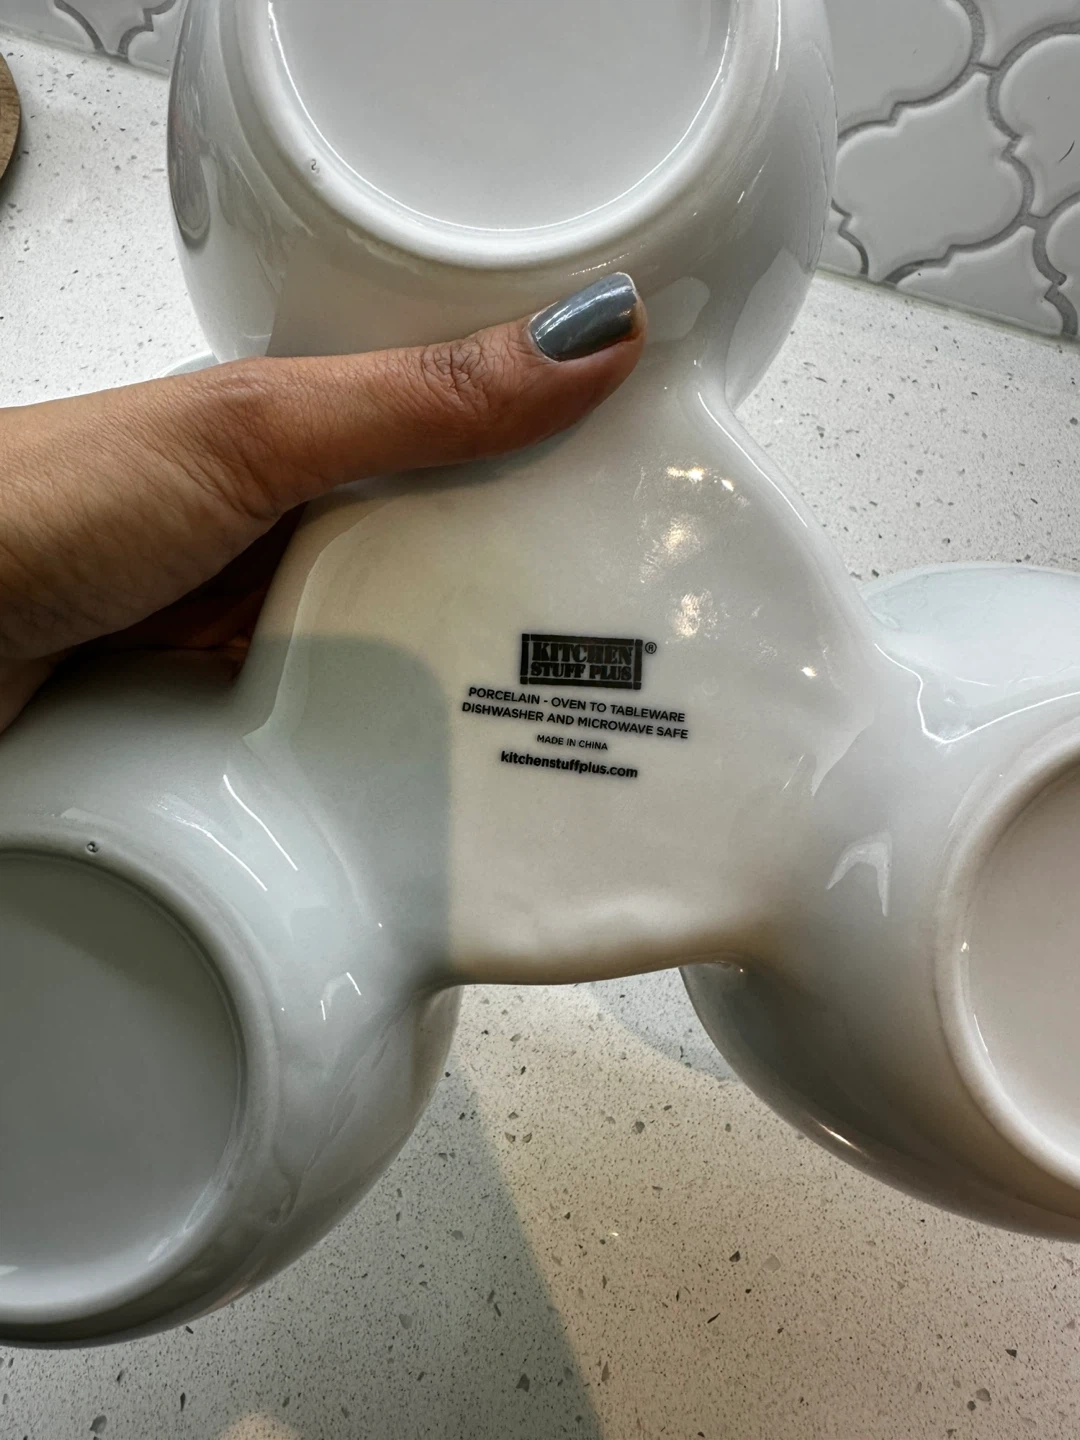 KITCHEN
STUFF PLUS
®
PORCELAIN - OVEN TO TABLEWARE
DISHWASHER AND MICROWAVE SAFE
MADE IN CHINA
kitchenstuffplus.com